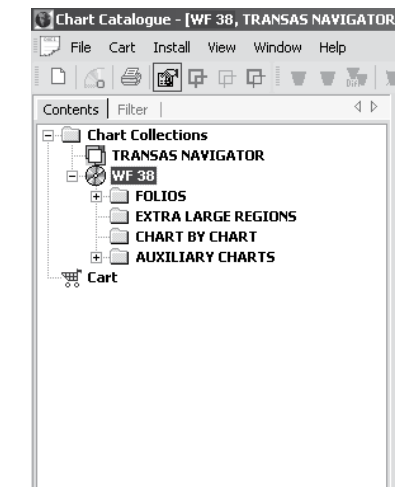 Chart Catalogue - [WF 38, TRANSAS NAVIGATOR
File Cart Install View Window Help
Contents Filter
Chart Collections
TRANSAS NAVIGATOR
WF 38
FOLIOS
EXTRA LARGE REGIONS
CHART BY CHART
AUXILIARY CHARTS
Cart